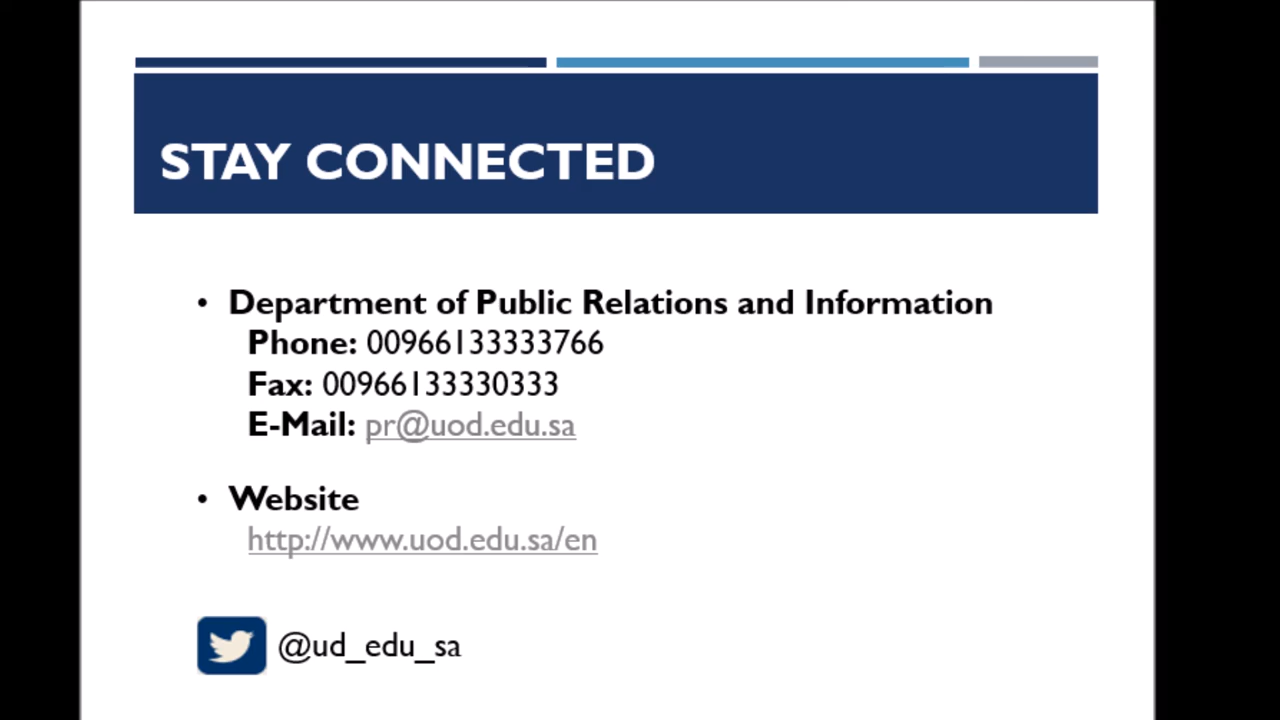 STAY CONNECTED
• Department of Public Relations and Information
Phone: 00966133333766
Fax: 00966133330333
E-Mail: pr@uod.edu.sa
• Website
http://www.uod.edu.sa/en
@ud_edu_sa